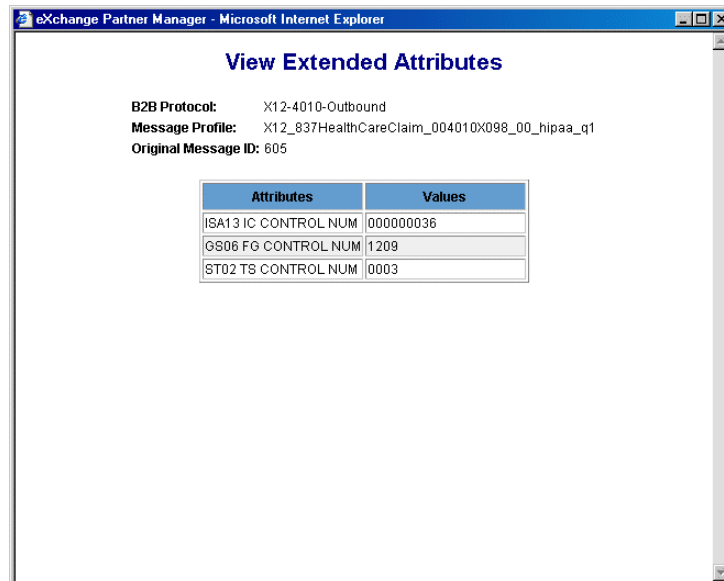 eXchange Partner Manager - Microsoft Internet Explorer
View Extended Attributes
B2B Protocol: X12-4010-Outbound
Message Profile: X12_837HealthCareClaim_004010X098_00_hipaa_q1
Original Message ID: 605
Attributes Values
ISA13 IC CONTROL NUM 000000036
GS06 FG CONTROL NUM 1209
ST02 TS CONTROL NUM 0003